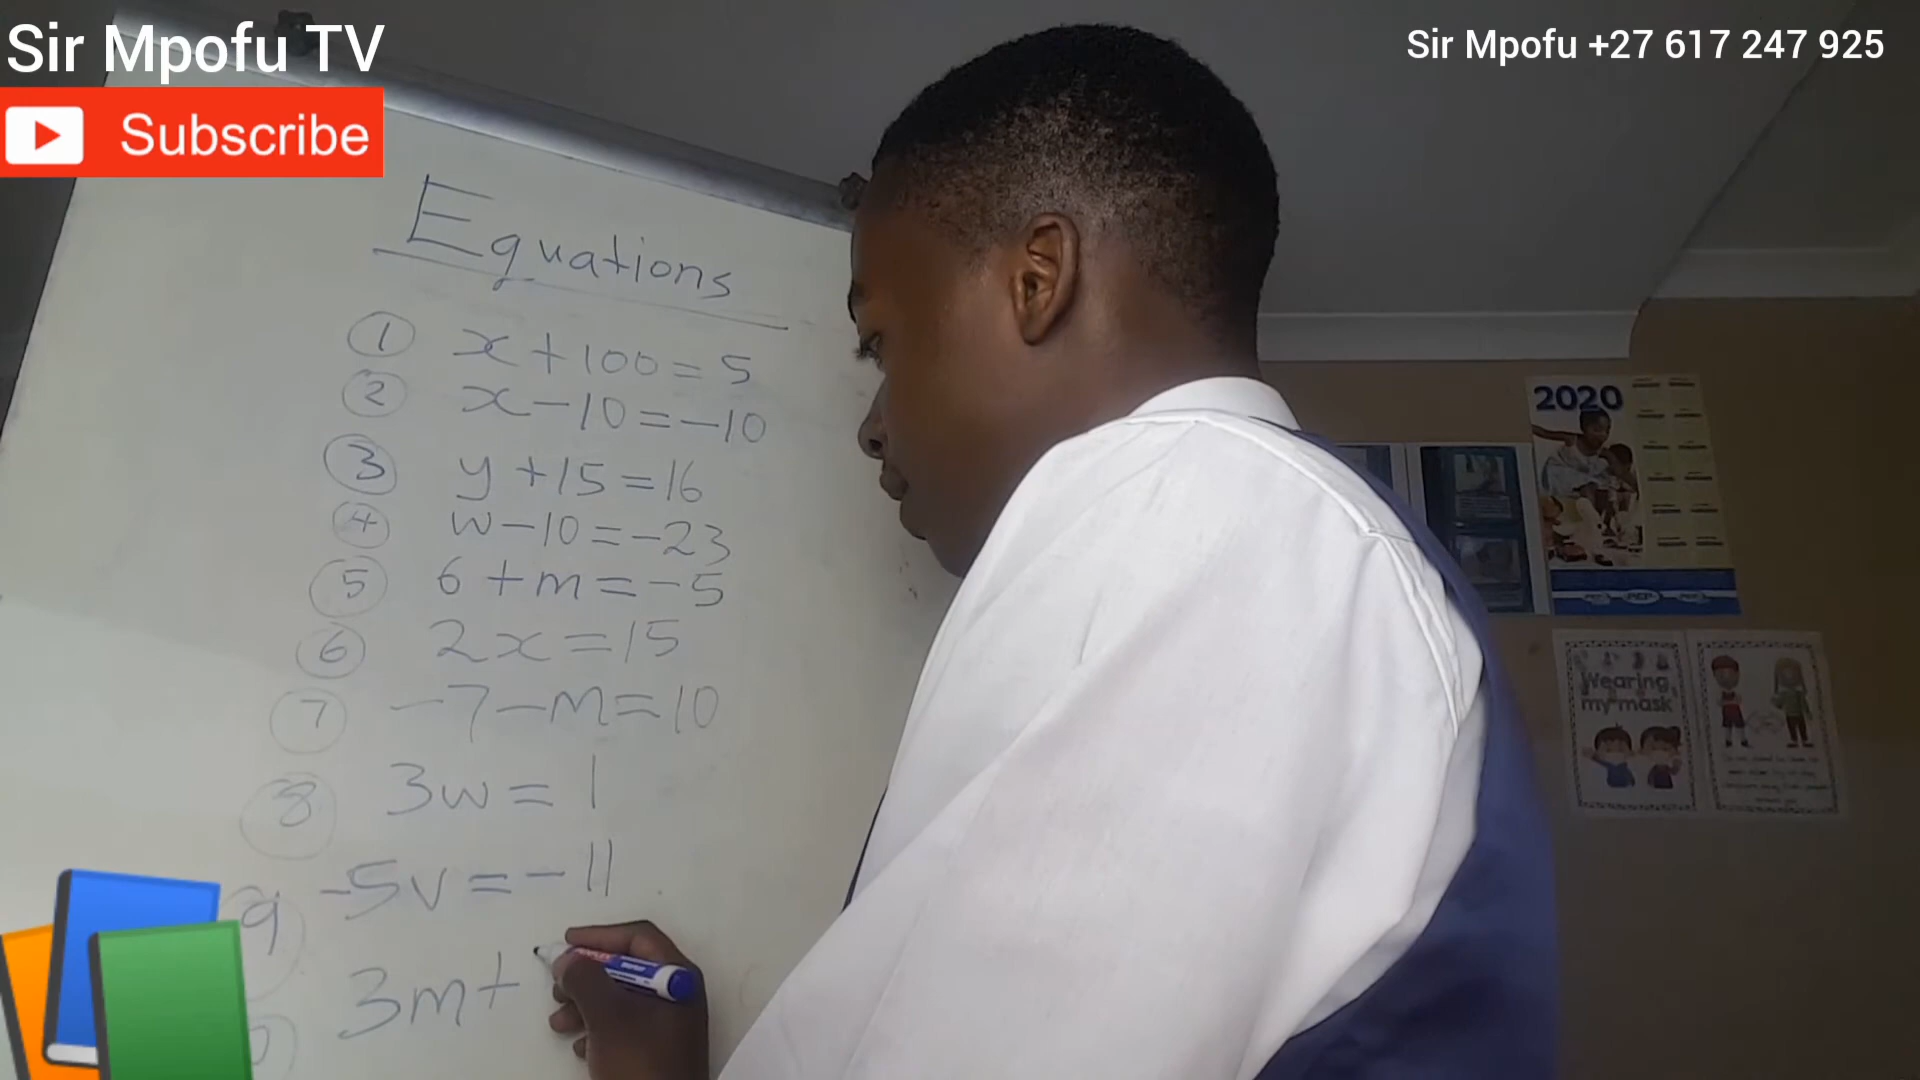 Sir Mpofu TV
Sir Mpofu +27 617 247 925
Subscribe
Equations
① x+100=5
② x-10=-10
③ y+15=16
④ w-10=-23
⑤ 6+m=-5
⑥ 2x=15
⑦ -7-m=10
⑧ 3w=1
⑨ -5v=-11
3m+
2020
PEP
Wearing
my mask